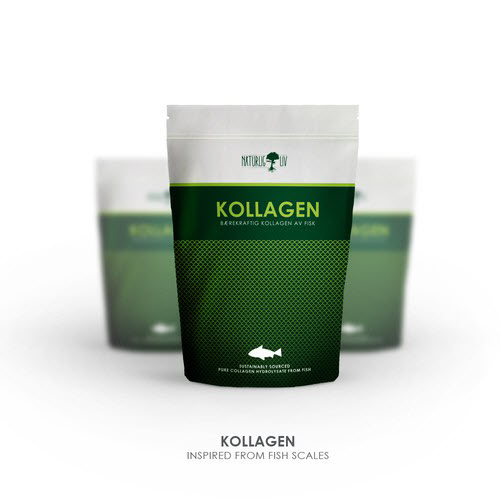 NATURLIG LIV
KOLLAGEN
BÆREKRAFTIG KOLLAGEN AV FISK
SUSTAINABLY SOURCED
PURE COLLAGEN HYDROLYSATE FROM FISH
KOLLAGEN
INSPIRED FROM FISH SCALES